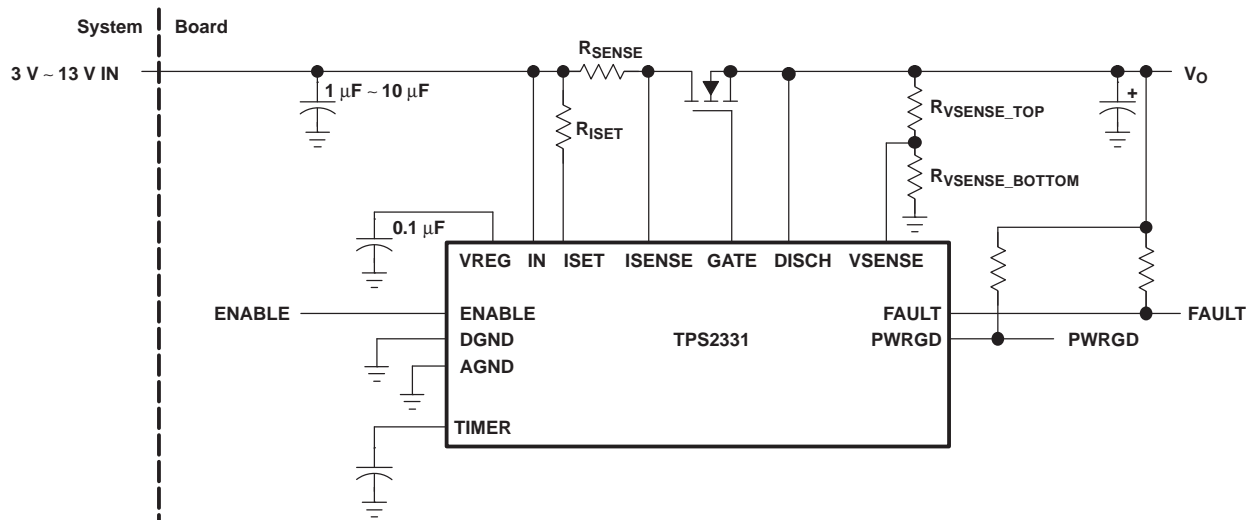 System Board
R_SENSE
3 V ~ 13 V IN
V_O
1 µF ~ 10 µF
+
R_VSENSE_TOP
R_ISET
R_VSENSE_BOTTOM
0.1 µF
VREG IN ISET ISENSE GATE DISCH VSENSE
ENABLE ENABLE FAULT FAULT
DGND TPS2331 PWRGD PWRGD
AGND
TIMER